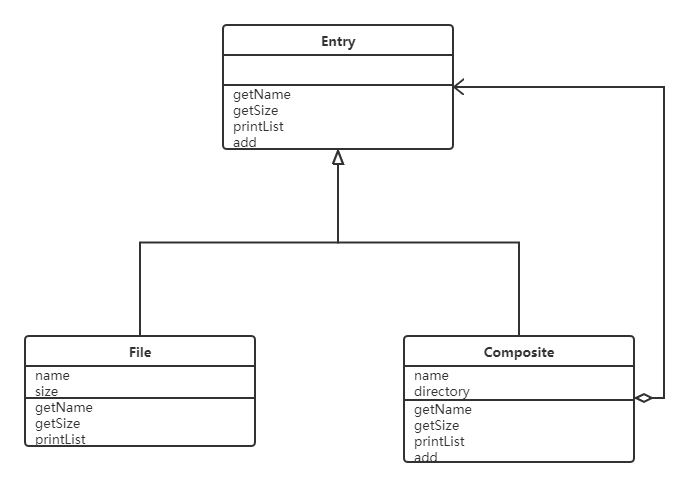 Entry
getName
getSize
printList
add
File
name
size
getName
getSize
printList
Composite
name
directory
getName
getSize
printList
add